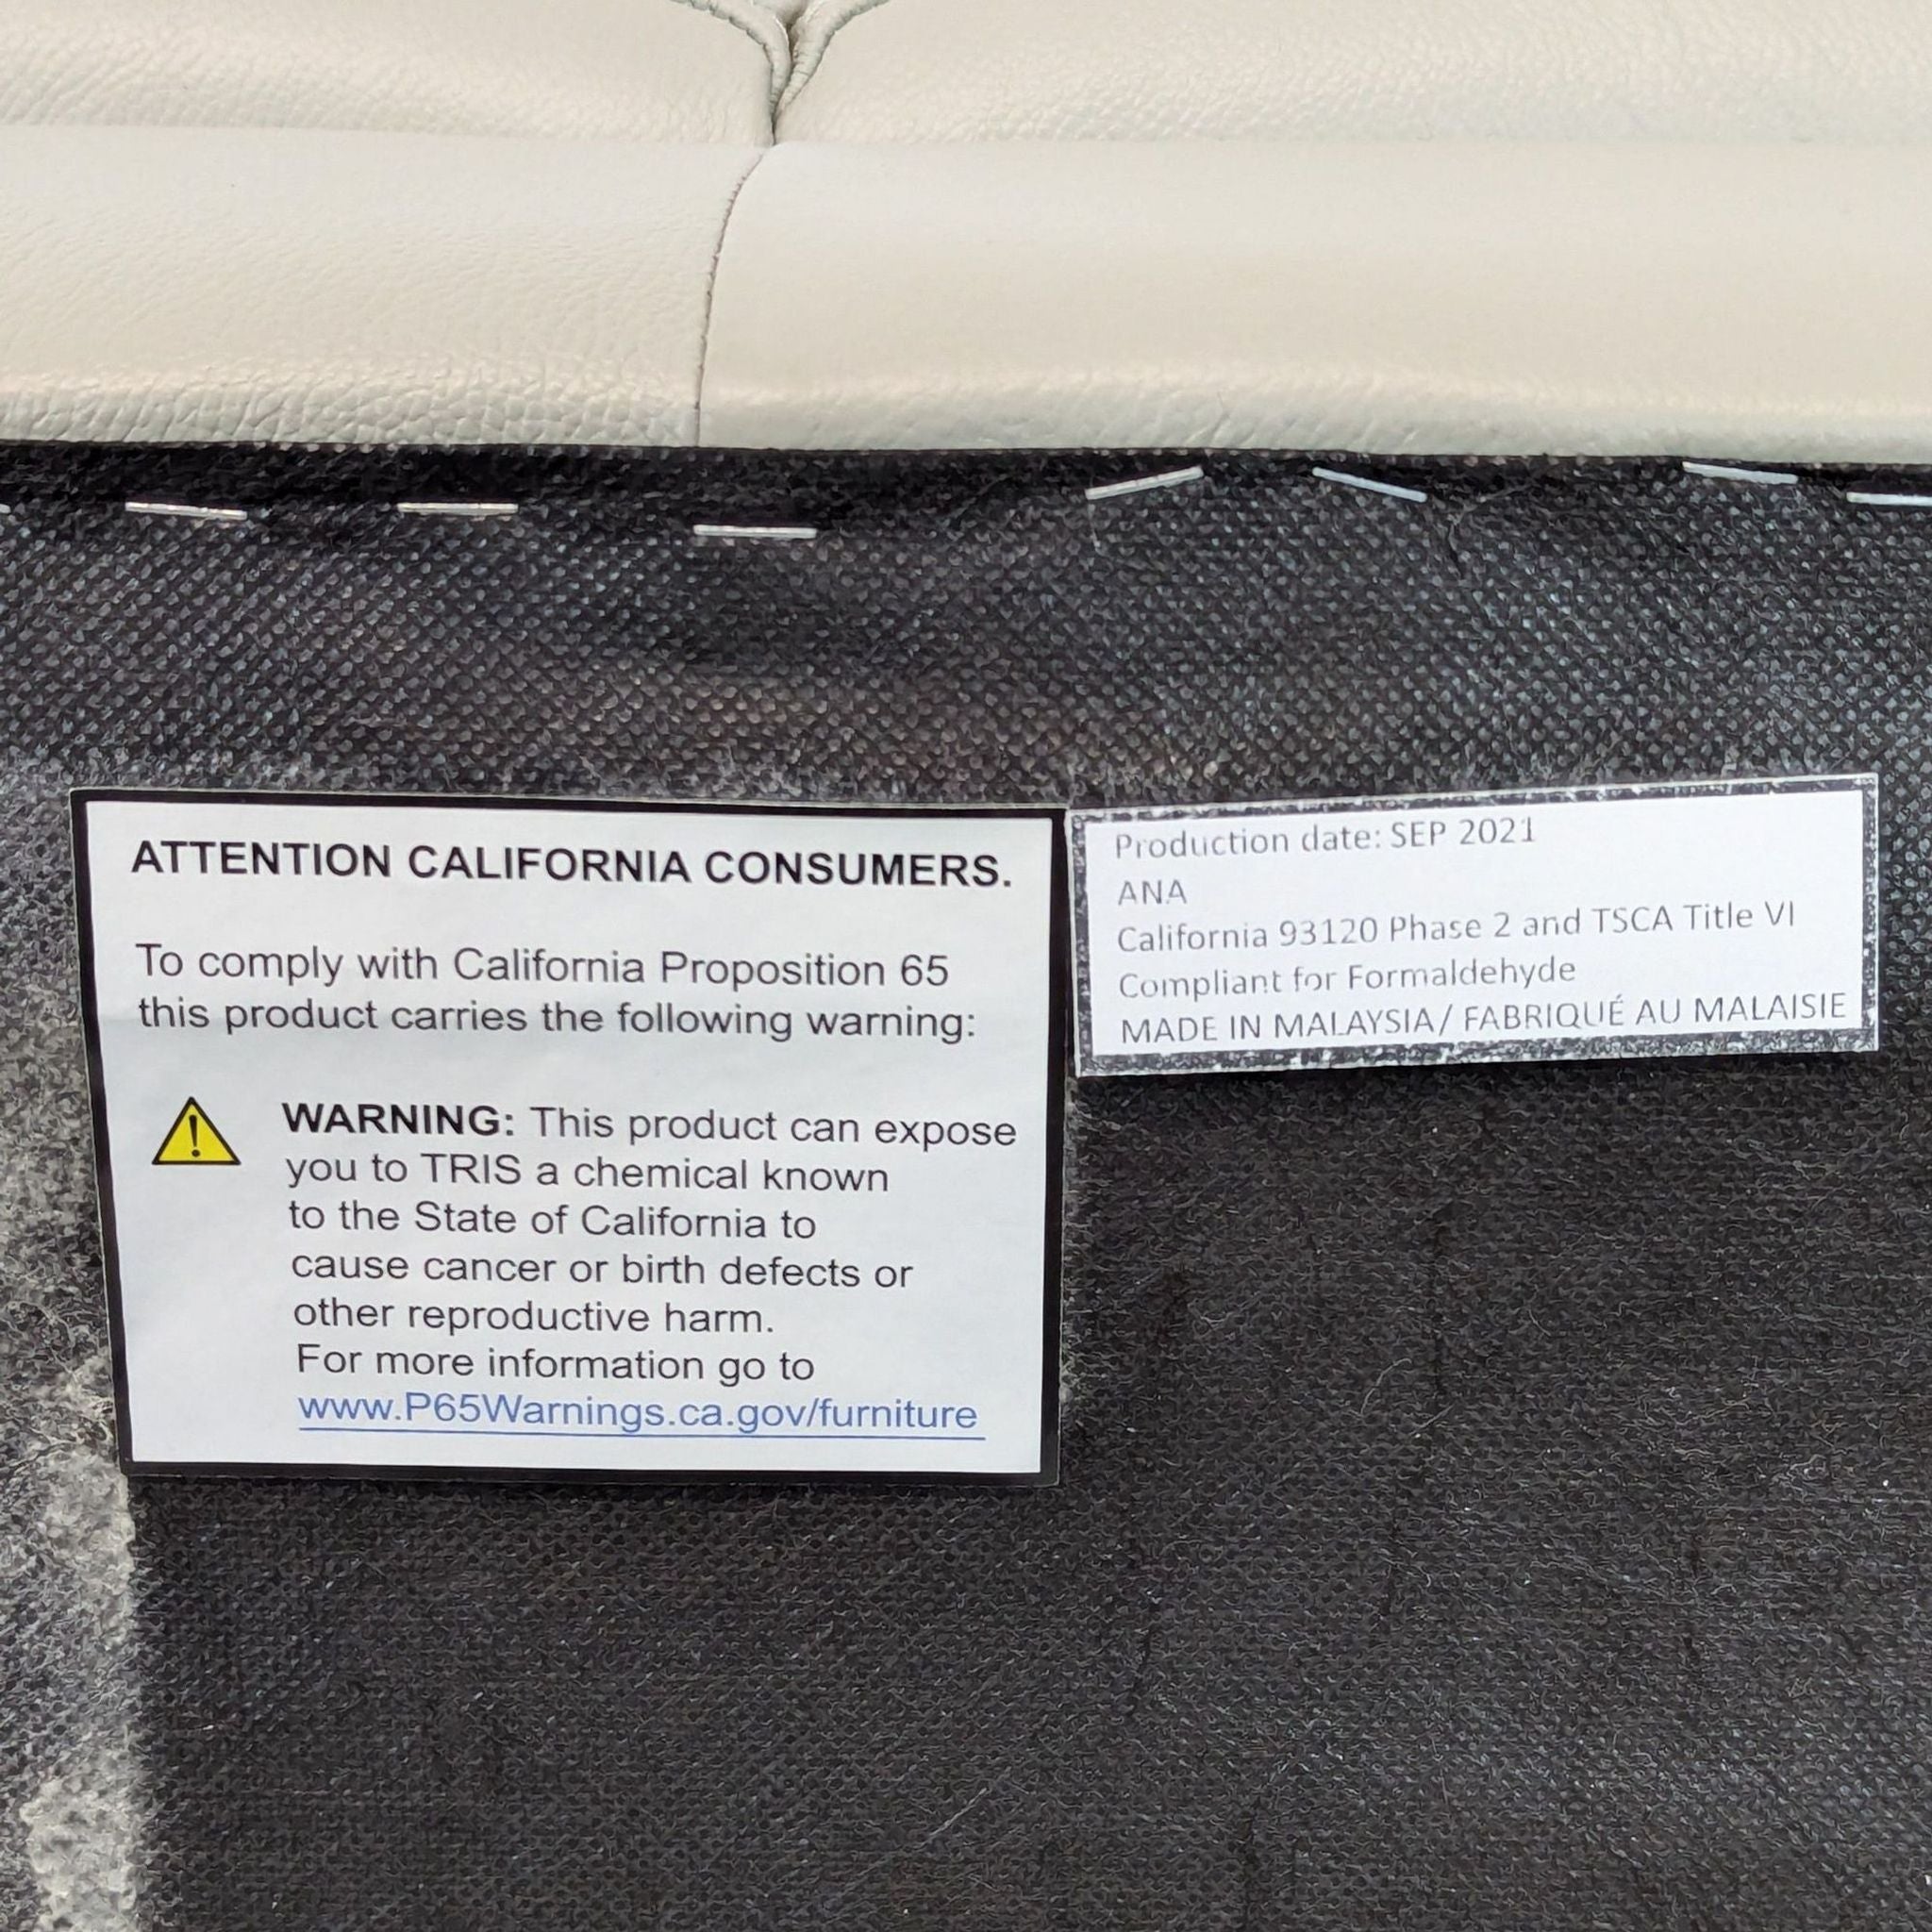 ATTENTION CALIFORNIA CONSUMERS.
To comply with California Proposition 65
this product carries the following warning:
WARNING: This product can expose
you to TRIS a chemical known
to the State of California to
cause cancer or birth defects or
other reproductive harm.
For more information go to
www.P65Warnings.ca.gov/furniture
Production date: SEP 2021
ANA
California 93120 Phase 2 and TSCA Title VI
Compliant for Formaldehyde
MADE IN MALAYSIA/ FABRIQUÉ AU MALAISIE